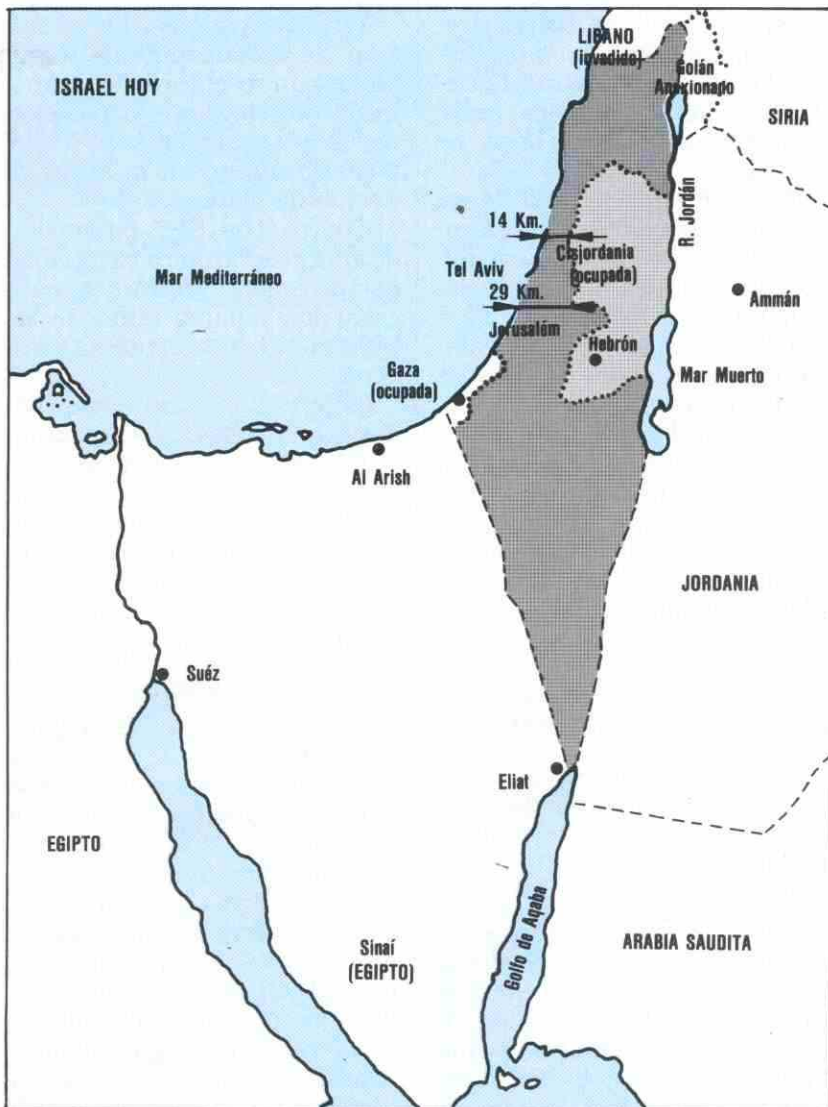 LIBANO
(invadido)
ISRAEL HOY
Golán
Anexionado
SIRIA
R. Jordán
14 Km.
Cisjordania
(ocupada)
Mar Mediterráneo
Tel Aviv
29 Km.
Ammán
Jerusalém
Hebrón
Gaza
(ocupada)
Mar Muerto
Al Arish
JORDANIA
Suéz
Eliat
EGIPTO
Golfo de Aqaba
Sinaí
(EGIPTO)
ARABIA SAUDITA